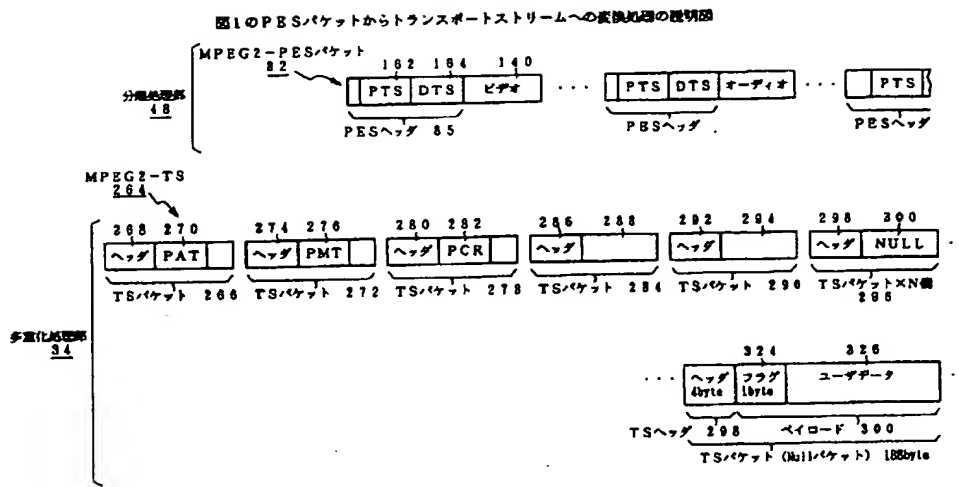 図1のPESパケットからトランスポートストリームへの変換処理の説明図
MPEG2-PESパケット
82
162 164 140
分離処理部
48
PTS DTS ビデオ ··· PTS DTS オーディオ ··· PTS
PESヘッダ 85 PESヘッダ PESヘッダ
MPEG2-TS
264
268 270 274 276 280 282 286 288 292 294 298 300
ヘッダ PAT ヘッダ PMT ヘッダ PCR ヘッダ ヘッダ ヘッダ NULL
TSパケット 266 TSパケット 272 TSパケット 278 TSパケット 284 TSパケット 290 TSパケット×N個
296
多重化処理部
34
324 326
··· ヘッダ フラグ ユーザデータ
4byte 1byte
TSヘッダ 298 ペイロード 300
TSパケット (Nullパケット) 188byte